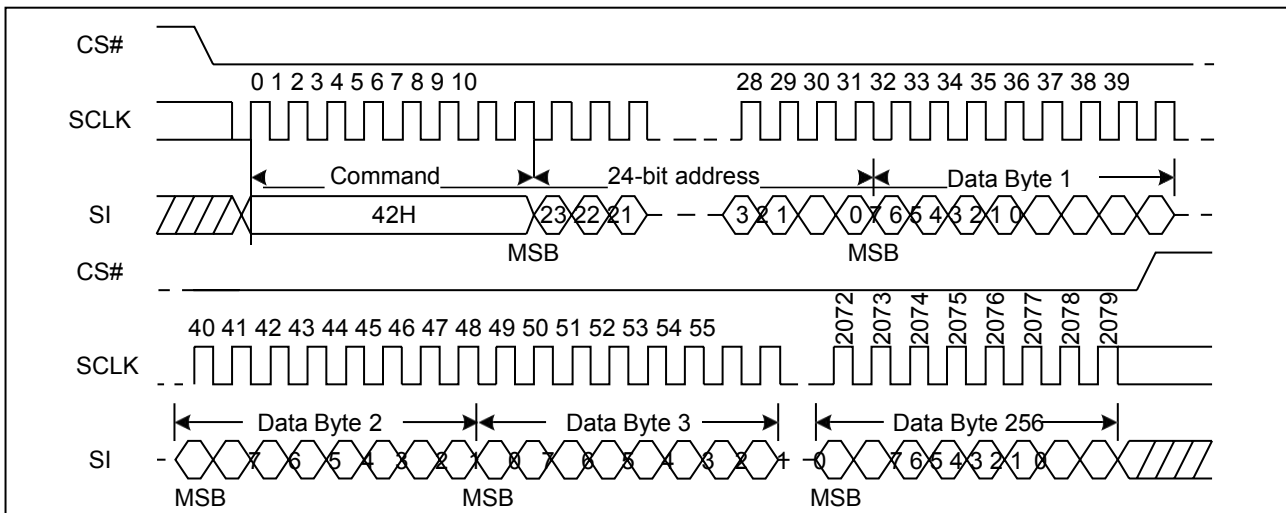 CS#
0 1 2 3 4 5 6 7 8 9 10 28 29 30 31 32 33 34 35 36 37 38 39
SCLK
Command 24-bit address Data Byte 1
SI 42H 23 22 21 3 2 1 0 7 6 5 4 3 2 1 0
MSB MSB
CS#
40 41 42 43 44 45 46 47 48 49 50 51 52 53 54 55 2072 2073 2074 2075 2076 2077 2078 2079
SCLK
Data Byte 2 Data Byte 3 Data Byte 256
SI 7 6 5 4 3 2 1 0 7 6 5 4 3 2 1 0 7 6 5 4 3 2 1 0
MSB MSB MSB